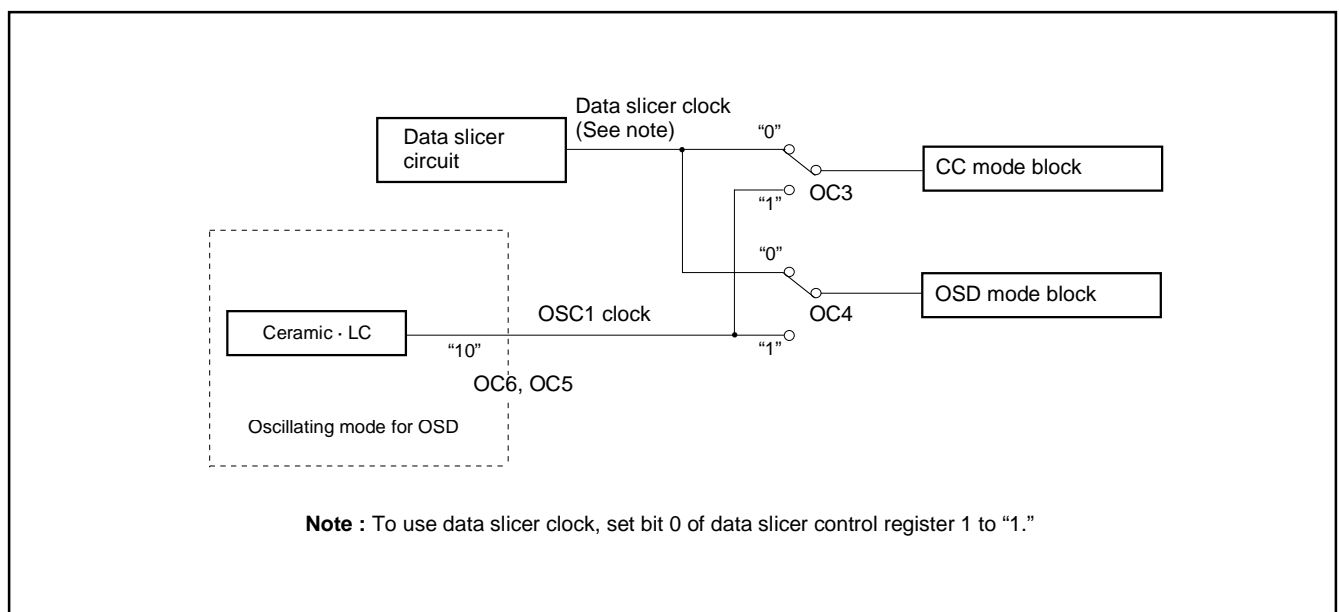 Data slicer clock
(See note)
Data slicer
circuit
“0”
CC mode block
“1”
OC3
“0”
OSD mode block
OSC1 clock
OC4
Ceramic · LC
“10”
“1”
OC6, OC5
Oscillating mode for OSD
Note : To use data slicer clock, set bit 0 of data slicer control register 1 to “1.”